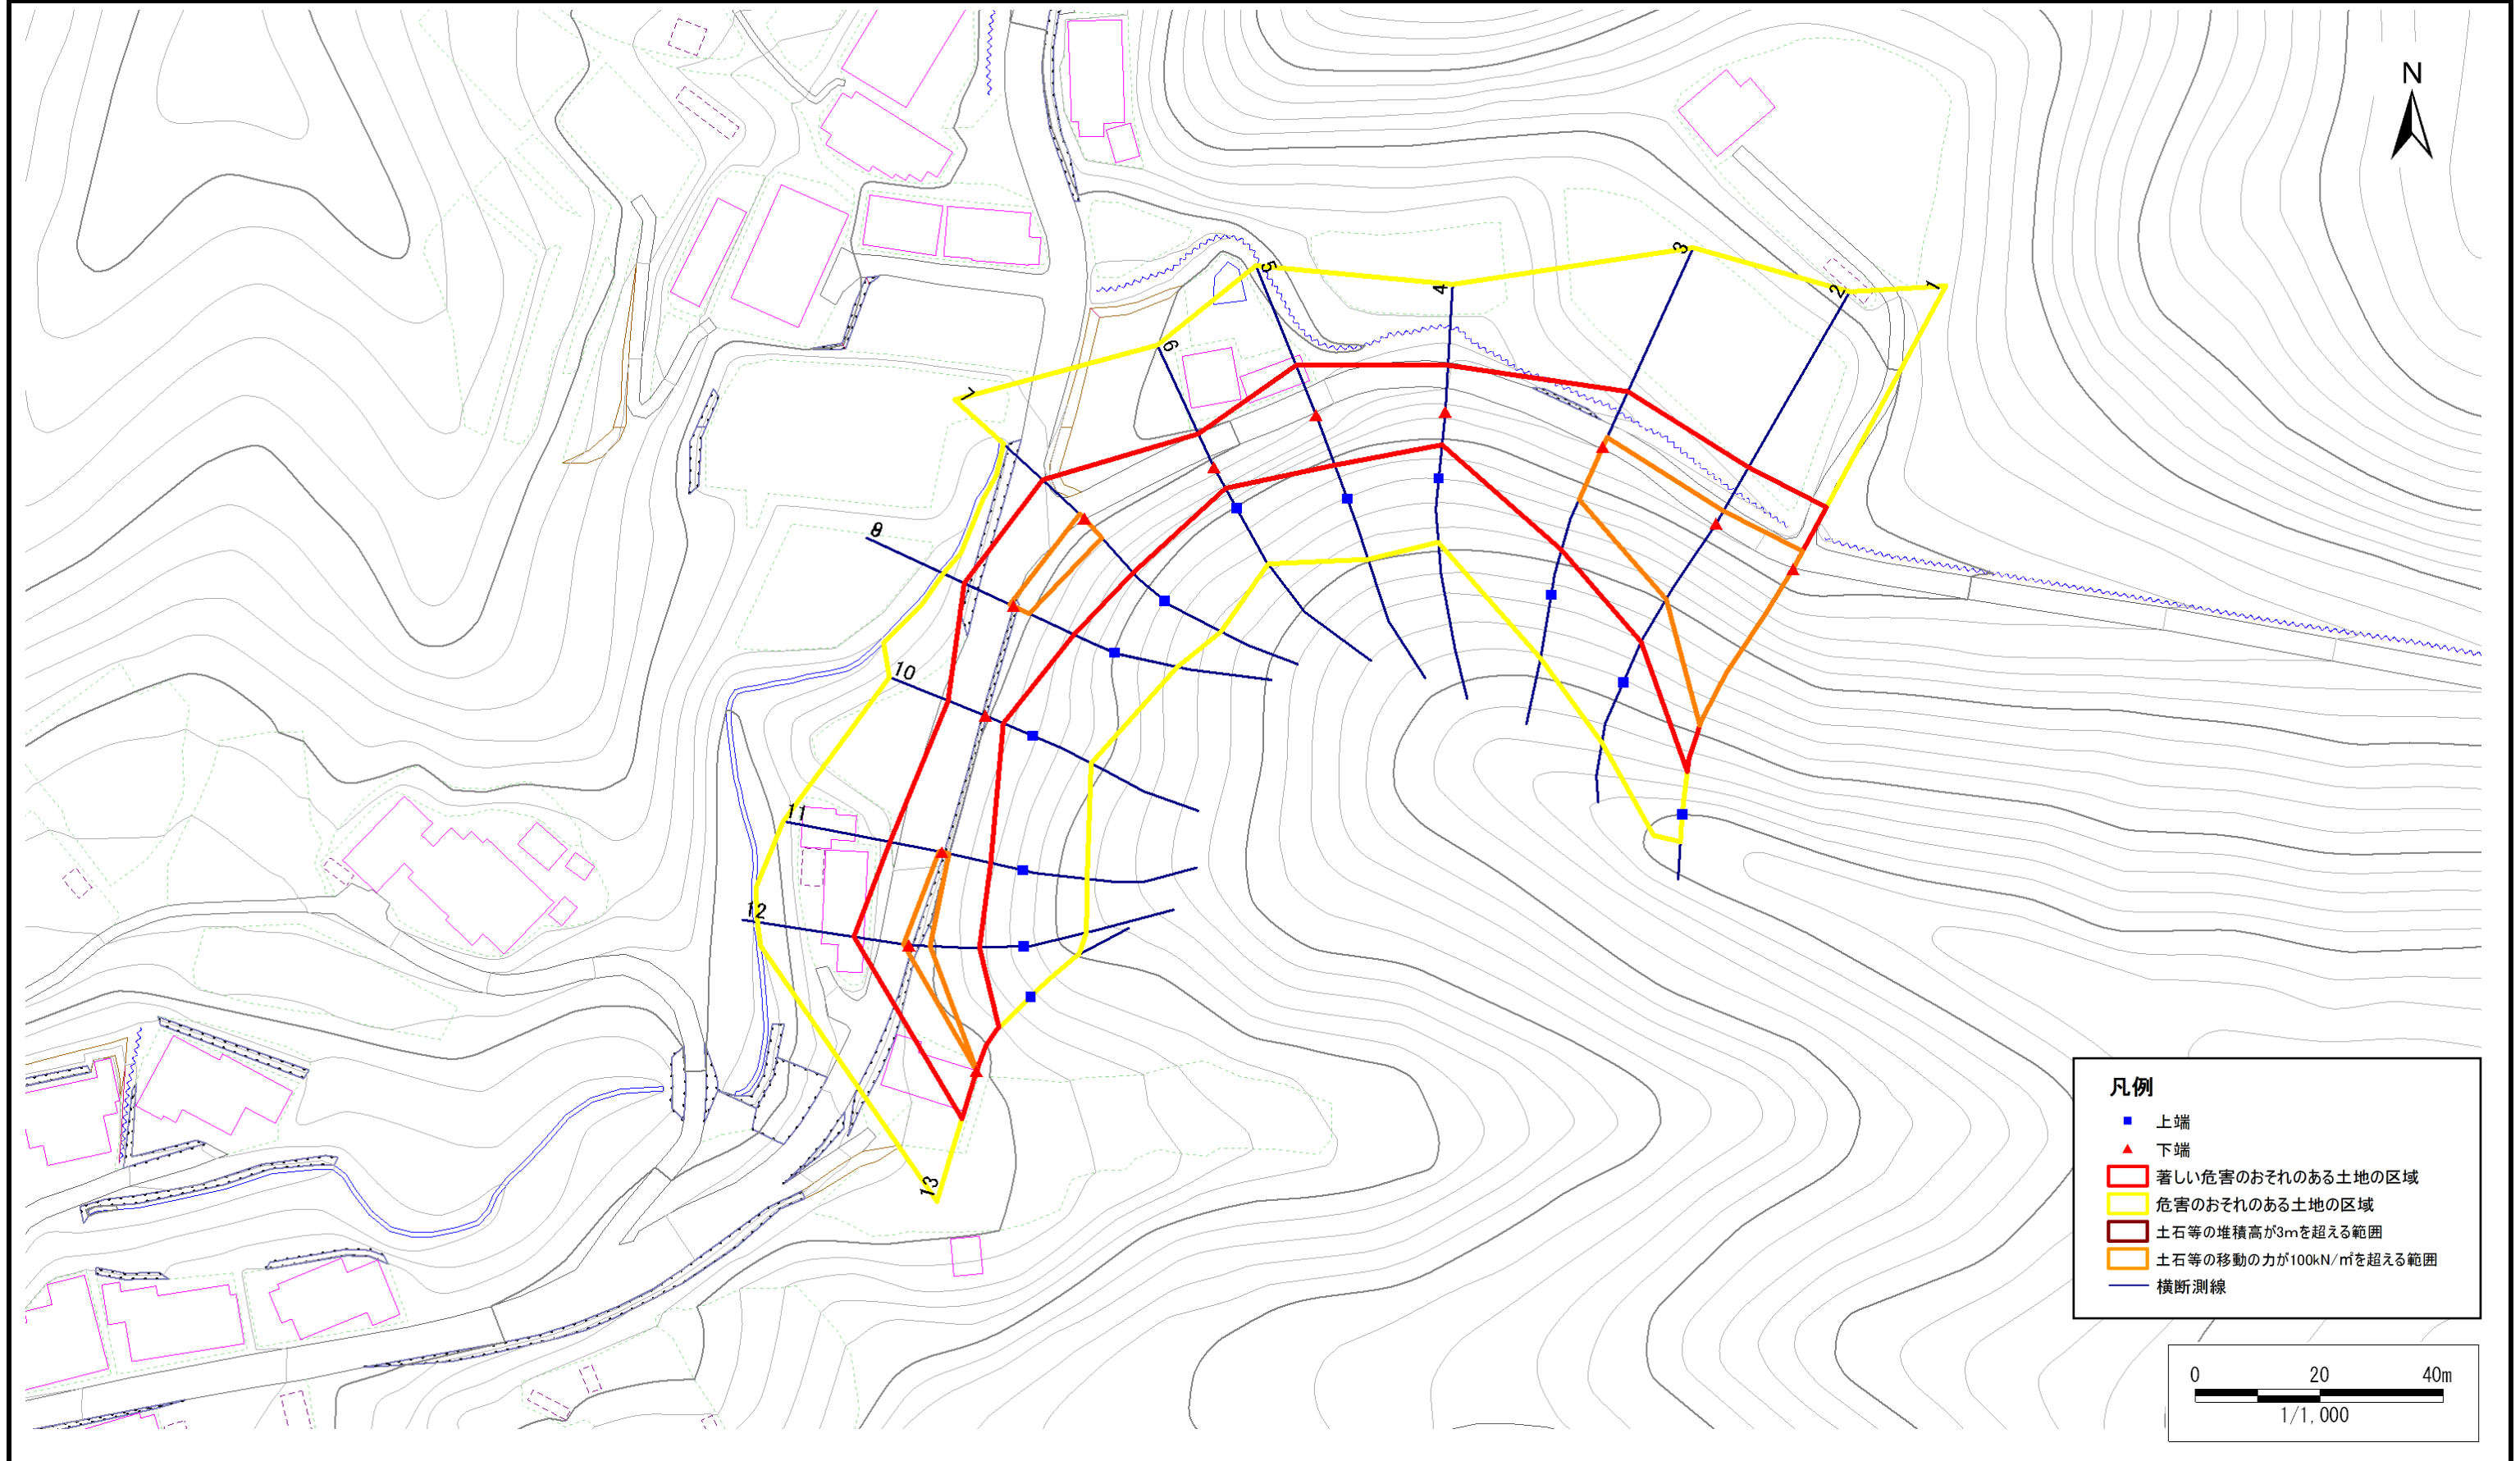 N
3
5
4
2
1
6
7
8
10
11
12
13
凡例
上端
下端
著しい危害のおそれのある土地の区域
危害のおそれのある土地の区域
土石等の堆積高が3mを超える範囲
土石等の移動の力が100kN/㎡を超える範囲
横断測線
0 20 40m
1/1,000